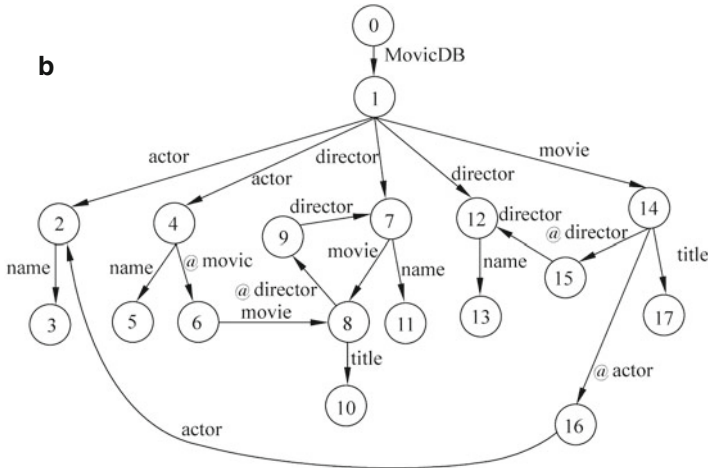 0
MovicDB
b
1
movie
actor
director
actor
director
2
4
director
7
12
director
14
9
@ director
name
name
@ movic
movie
name
name
15
title
@ director
3
5
6
movie
8
11
13
17
title
@ actor
10
16
actor